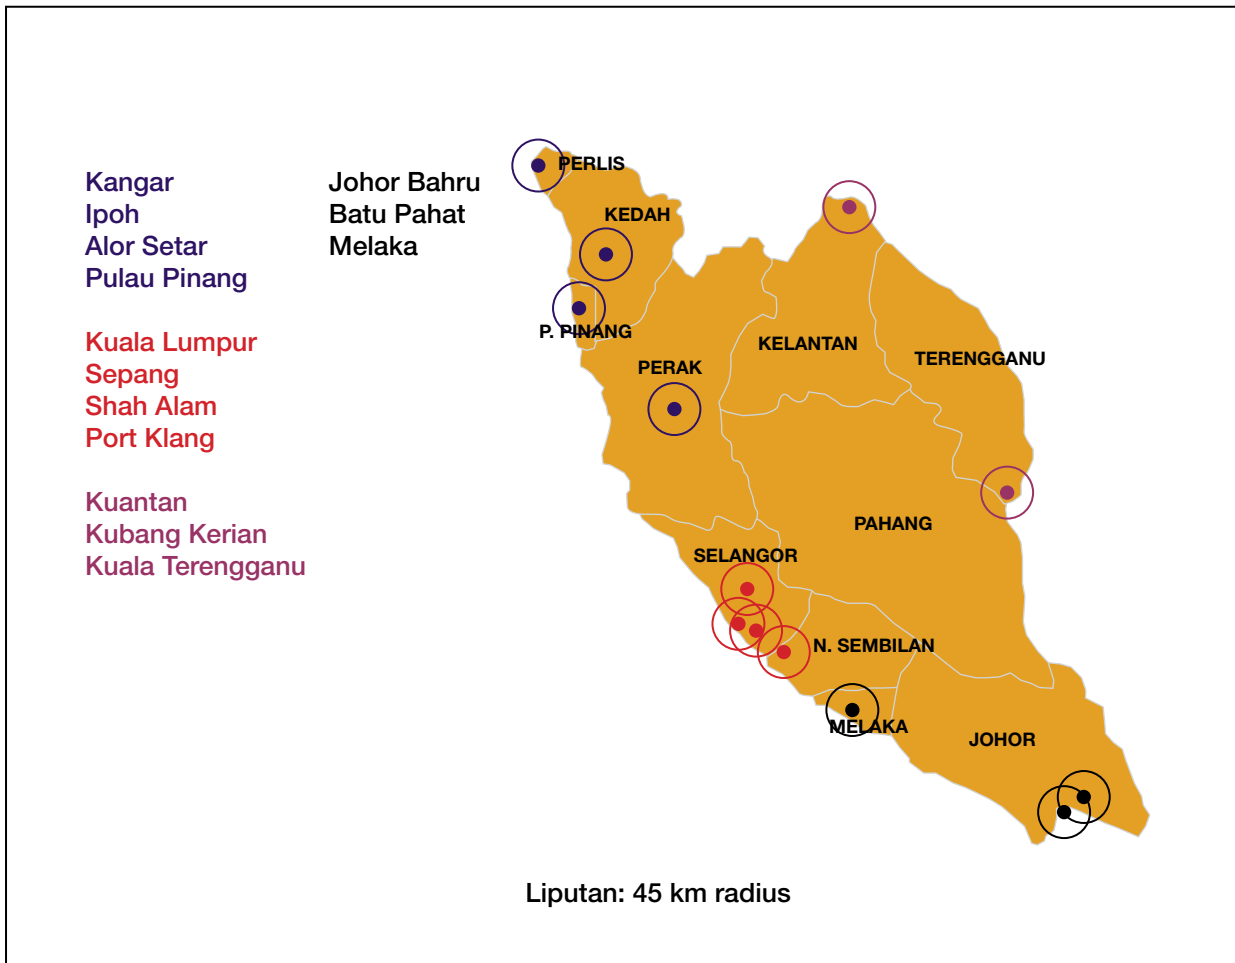 Kangar
Ipoh
Alor Setar
Pulau Pinang
Kuala Lumpur
Sepang
Shah Alam
Port Klang
Kuantan
Kubang Kerian
Kuala Terengganu
Johor Bahru
Batu Pahat
Melaka
PERLIS
KEDAH
P. PINANG
PERAK
KELANTAN
TERENGGANU
PAHANG
SELANGOR
N. SEMBILAN
MELAKA
JOHOR
Liputan: 45 km radius